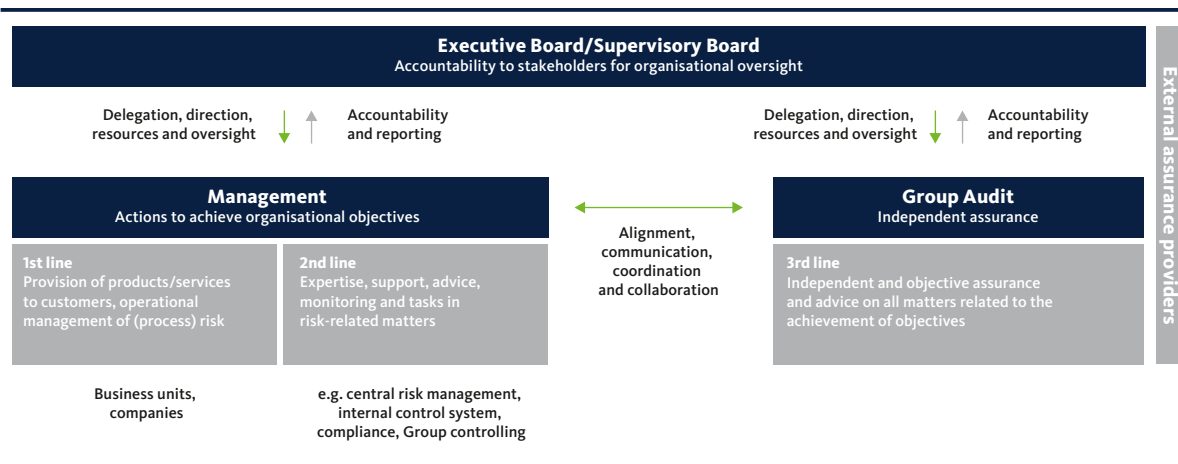 Executive Board/Supervisory Board
Accountability to stakeholders for organisational oversight
Delegation, direction,
resources and oversight
Accountability
and reporting
Delegation, direction,
resources and oversight
Accountability
and reporting
Management
Actions to achieve organisational objectives
1st line
Provision of products/services
to customers, operational
management of (process) risk
2nd line
Expertise, support, advice,
monitoring and tasks in
risk-related matters
Business units,
companies
e.g. central risk management,
internal control system,
compliance, Group controlling
Alignment,
communication,
coordination
and collaboration
Group Audit
Independent assurance
3rd line
Independent and objective assurance
and advice on all matters related to the
achievement of objectives
External assurance providers